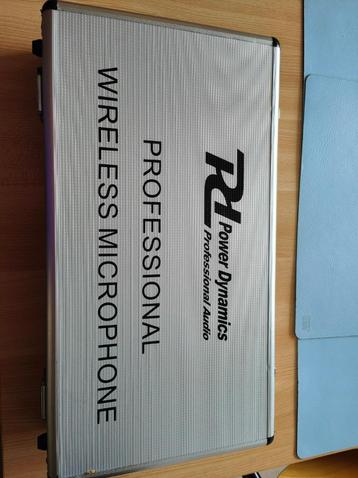 Pd
Power Dynamics
Professional Audio
PROFESSIONAL
WIRELESS MICROPHONE